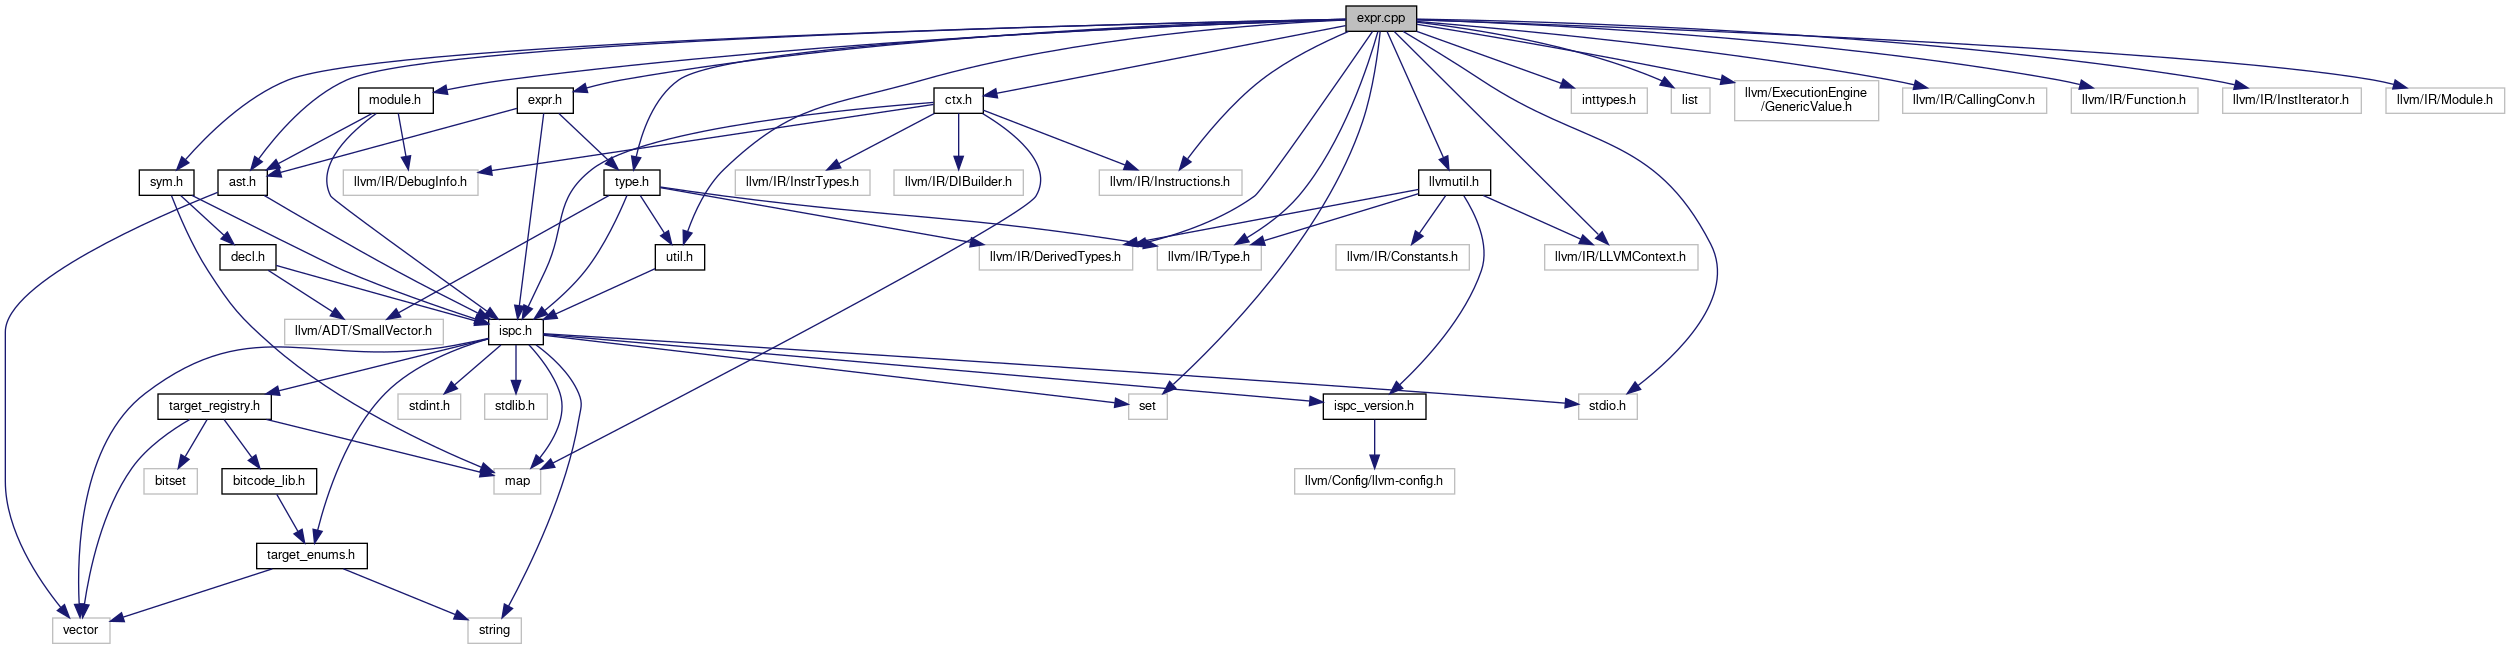 expr.cpp
module.h
expr.h
ctx.h
inttypes.h
list
llvm/ExecutionEngine
/GenericValue.h
llvm/IR/CallingConv.h
llvm/IR/Function.h
llvm/IR/InstIterator.h
llvm/IR/Module.h
sym.h
ast.h
llvm/IR/DebugInfo.h
type.h
llvm/IR/InstrTypes.h
llvm/IR/DIBuilder.h
llvm/IR/Instructions.h
llvmutil.h
decl.h
util.h
llvm/IR/DerivedTypes.h
llvm/IR/Type.h
llvm/IR/Constants.h
llvm/IR/LLVMContext.h
llvm/ADT/SmallVector.h
ispc.h
target_registry.h
stdint.h
stdlib.h
set
ispc_version.h
stdio.h
bitset
bitcode_lib.h
map
llvm/Config/llvm-config.h
target_enums.h
vector
string